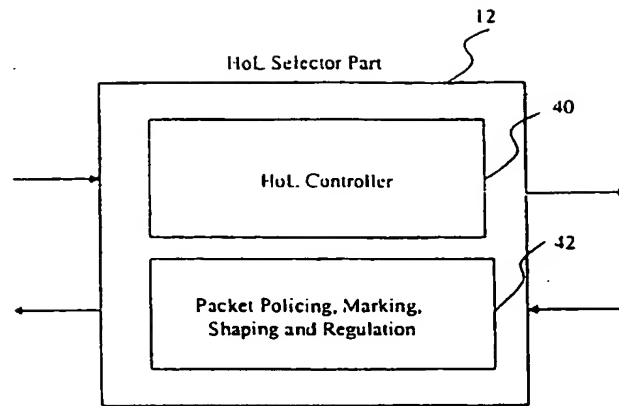 12
HoL Selector Part
40
HoL Controller
42
Packet Policing, Marking,
Shaping and Regulation